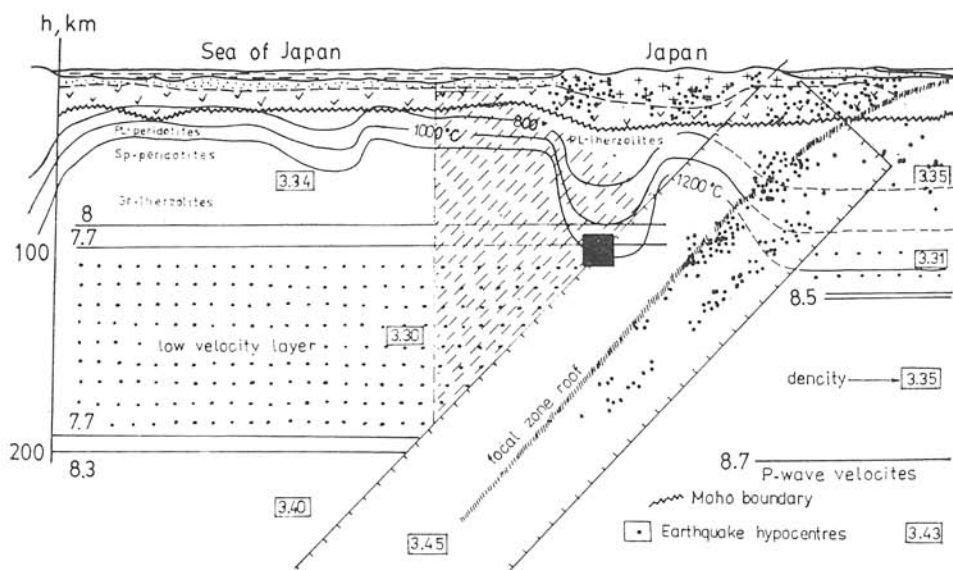 h, km
Sea of Japan
Japan
PL-peridotites
1000°C
800
PL-lherzolites
Sp-peridotites
1200°C
3.34
3.35
Gr-lherzolites
8
7.7
100
3.31
8.5
3.30
low velocity layer
focal zone roof
dencity
3.35
7.7
200
8.3
8.7
P-wave velocites
Moho boundary
3.40
3.45
Earthquake hypocentres
3.43